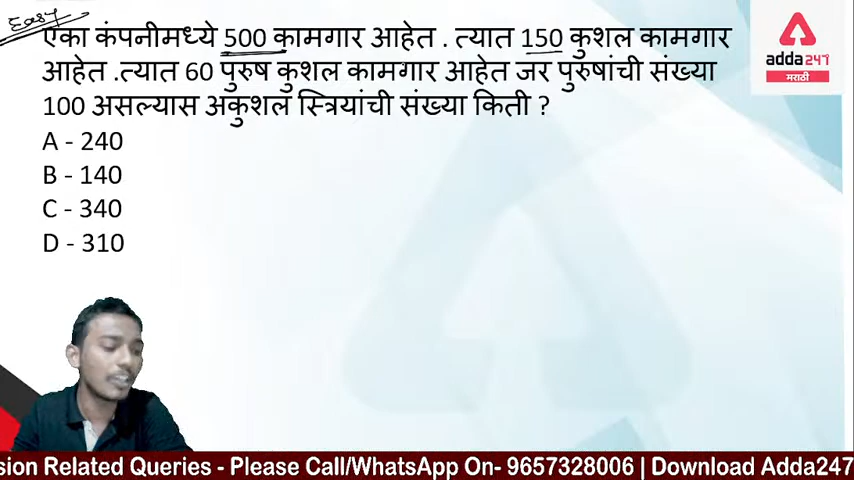 Easy
एका कंपनीमध्ये 500 कामगार आहेत . त्यात 150 कुशल कामगार
आहेत .त्यात 60 पुरुष कुशल कामगार आहेत जर पुरुषांची संख्या
100 असल्यास अकुशल स्त्रियांची संख्या किती ?
A - 240
B - 140
C - 340
D - 310
adda247
मराठी
sion Related Queries - Please Call/WhatsApp On- 9657328006 | Download Adda247